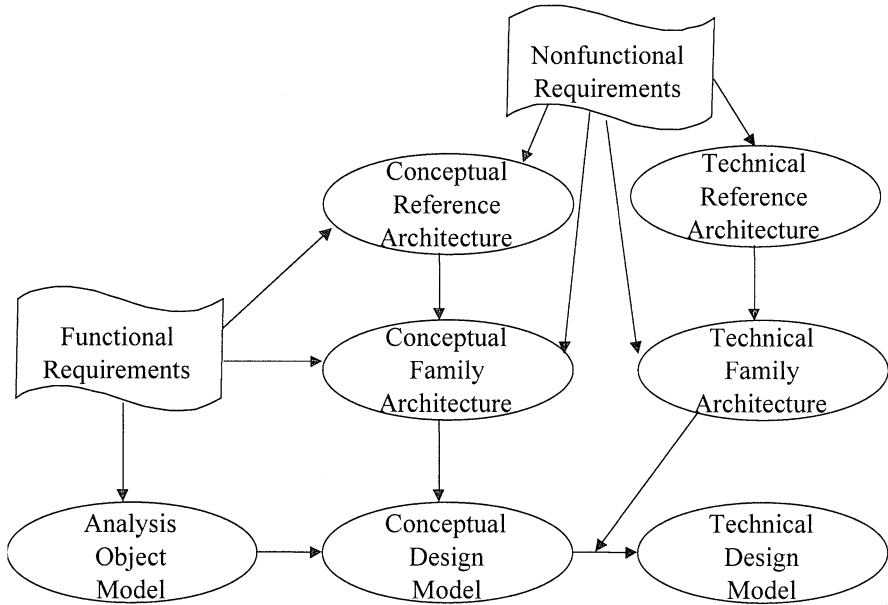 Nonfunctional
Requirements
Conceptual
Reference
Architecture
Technical
Reference
Architecture
Functional
Requirements
Conceptual
Family
Architecture
Technical
Family
Architecture
Analysis
Object
Model
Conceptual
Design
Model
Technical
Design
Model